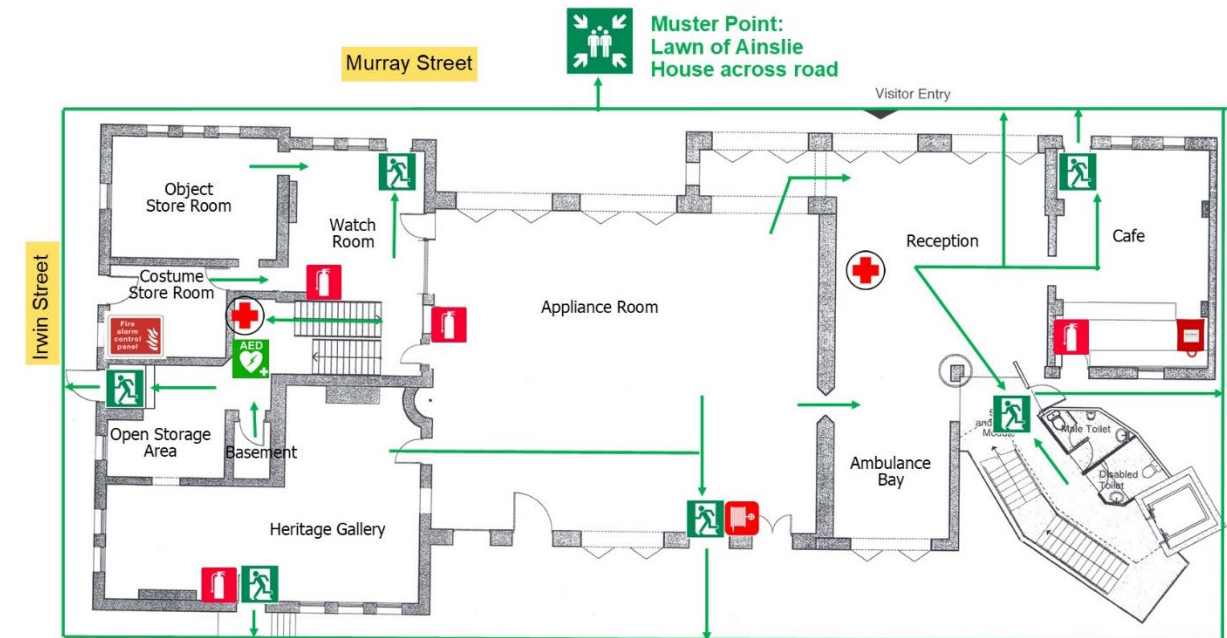 Muster Point:
Lawn of Ainslie
House across road
Murray Street
Visitor Entry
Object
Store Room
Watch
Room
Reception
Cafe
Irwin Street
Costume
Store Room
Appliance Room
Fire
alarm
control
panel
AED
Open Storage
Area
Basement
Ambulance
Bay
Male Toilet
Disabled
Toilet
Heritage Gallery